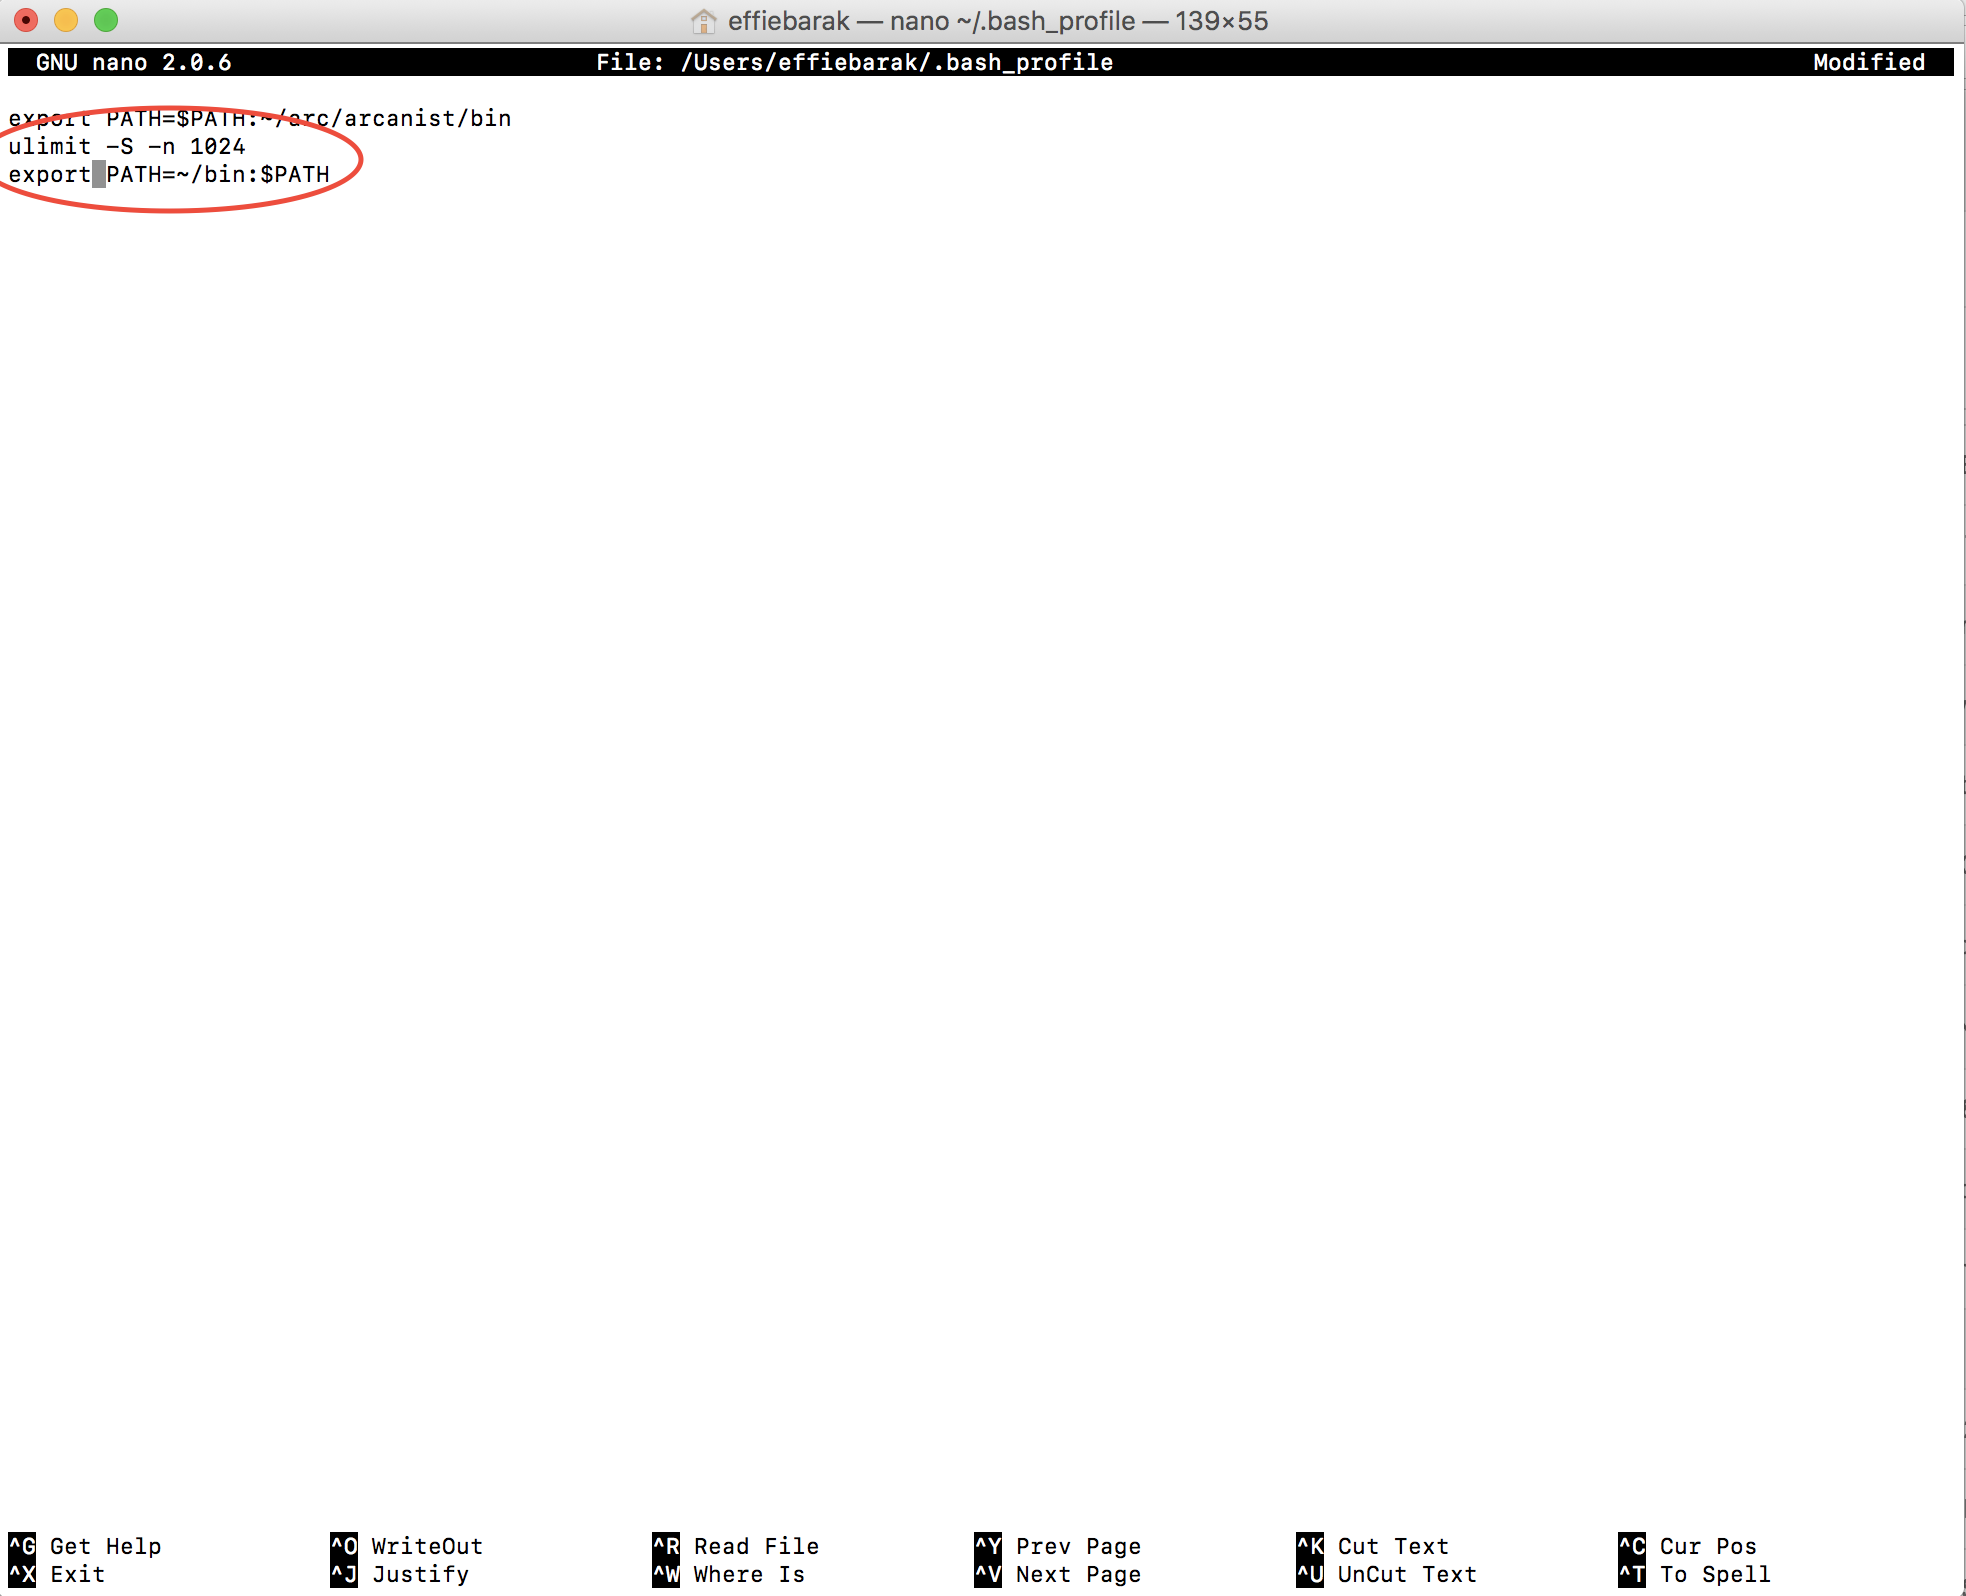 effiebarak — nano ~/.bash_profile — 139×55
GNU nano 2.0.6 File: /Users/effiebarak/.bash_profile Modified
export PATH=$PATH:~/arc/arcanist/bin
ulimit -S -n 1024
export PATH=~/bin:$PATH
^G Get Help ^O WriteOut ^R Read File ^Y Prev Page ^K Cut Text ^C Cur Pos
^X Exit ^J Justify ^W Where Is ^V Next Page ^U UnCut Text ^T To Spell